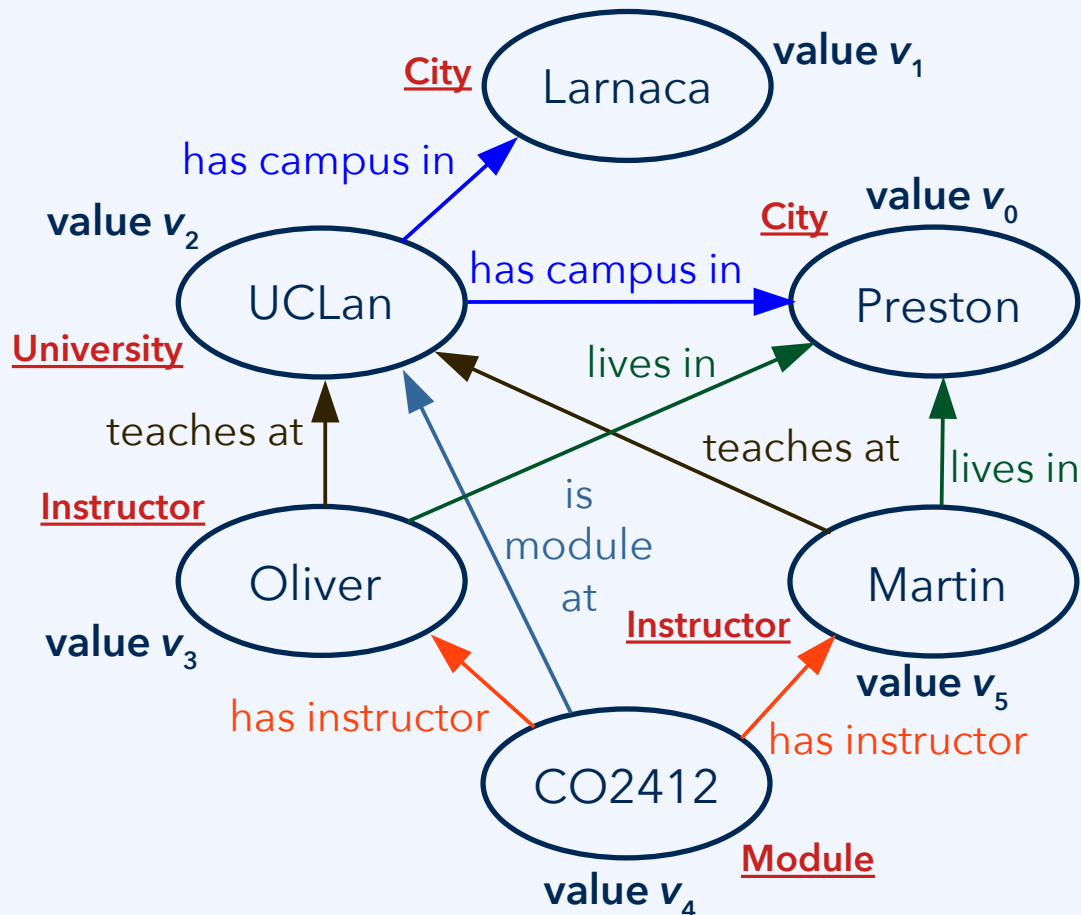 value v1
City
Larnaca
has campus in
value v0
value v2
City
has campus in
UCLan
Preston
University
lives in
teaches at
teaches at
lives in
Instructor
is
module
at
Oliver
Martin
Instructor
value v3
value v5
has instructor
has instructor
CO2412
Module
value v4